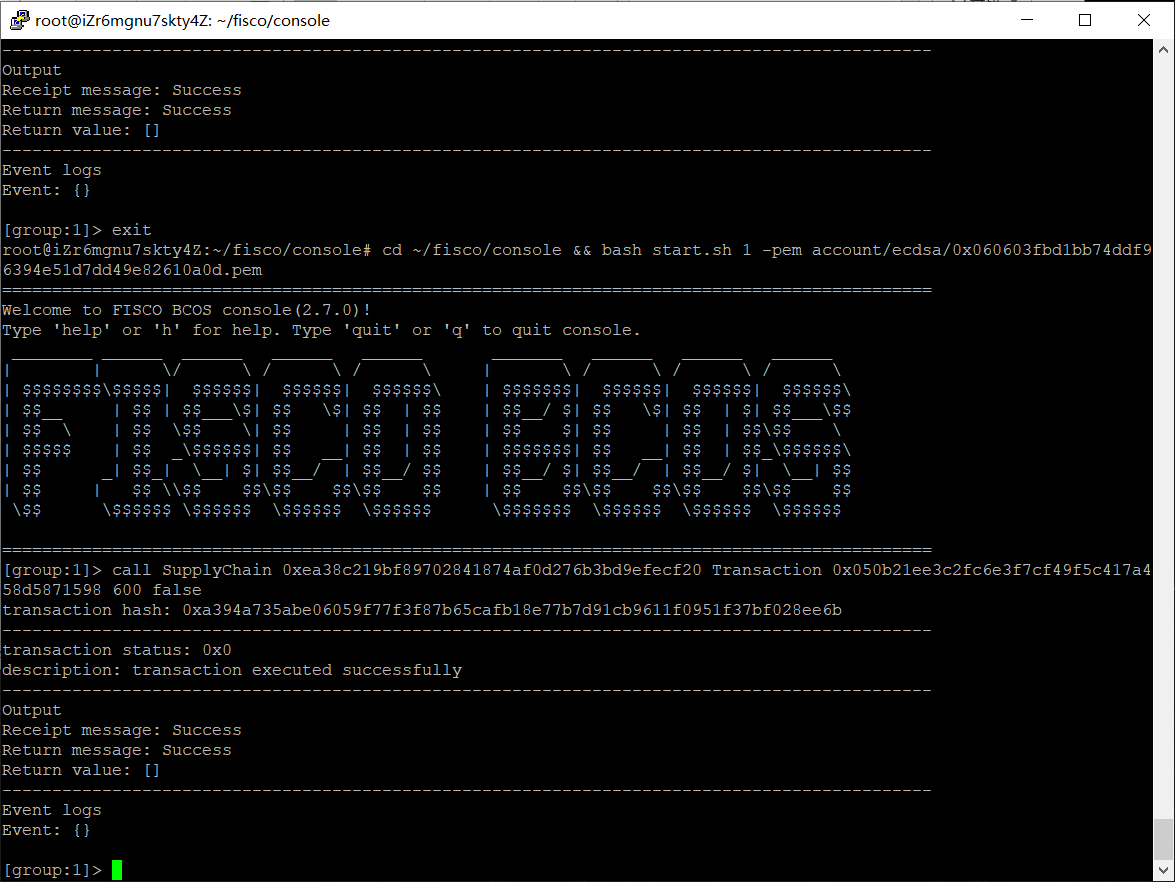 root@iZr6mgnu7skty4Z: ~/fisco/console
---------------------------------------------------------------------------------------------
Output
Receipt message: Success
Return message: Success
Return value: []
---------------------------------------------------------------------------------------------
Event logs
Event: {}
[group:1]> exit
root@iZr6mgnu7skty4Z:~/fisco/console# cd ~/fisco/console && bash start.sh 1 -pem account/ecdsa/0x060603fbd1bb74ddf9
6394e51d7dd49e82610a0d.pem
=============================================================================================
Welcome to FISCO BCOS console(2.7.0)!
Type 'help' or 'h' for help. Type 'quit' or 'q' to quit console.
 ________ ______  ______   ______   ______       _______   ______   ______   ______
|        |      \/      \ /      \ /      \     |       \ /      \ /      \ /      \
| $$$$$$$$\$$$$$|  $$$$$$|  $$$$$$|  $$$$$$\    | $$$$$$$|  $$$$$$|  $$$$$$|  $$$$$$\
| $$__     | $$ | $$___\$| $$   \$| $$  | $$    | $$__/ $| $$   \$| $$  | $| $$___\$$
| $$  \    | $$  \$$    \| $$     | $$  | $$    | $$    $| $$     | $$  | $$\$$    \
| $$$$$    | $$  _\$$$$$$| $$   __| $$  | $$    | $$$$$$$| $$   __| $$  | $$_\$$$$$$\
| $$      _| $$_|  \__| $| $$__/  | $$__/ $$    | $$__/ $| $$__/  | $$__/ $|  \__| $$
| $$     |   $$ \\$$    $$\$$    $$\$$    $$    | $$    $$\$$    $$\$$    $$\$$    $$
 \$$      \$$$$$$ \$$$$$$  \$$$$$$  \$$$$$$      \$$$$$$$  \$$$$$$  \$$$$$$  \$$$$$$
=============================================================================================
[group:1]> call SupplyChain 0xea38c219bf89702841874af0d276b3bd9efecf20 Transaction 0x050b21ee3c2fc6e3f7cf49f5c417a4
58d5871598 600 false
transaction hash: 0xa394a735abe06059f77f3f87b65cafb18e77b7d91cb9611f0951f37bf028ee6b
---------------------------------------------------------------------------------------------
transaction status: 0x0
description: transaction executed successfully
---------------------------------------------------------------------------------------------
Output
Receipt message: Success
Return message: Success
Return value: []
---------------------------------------------------------------------------------------------
Event logs
Event: {}
[group:1]>